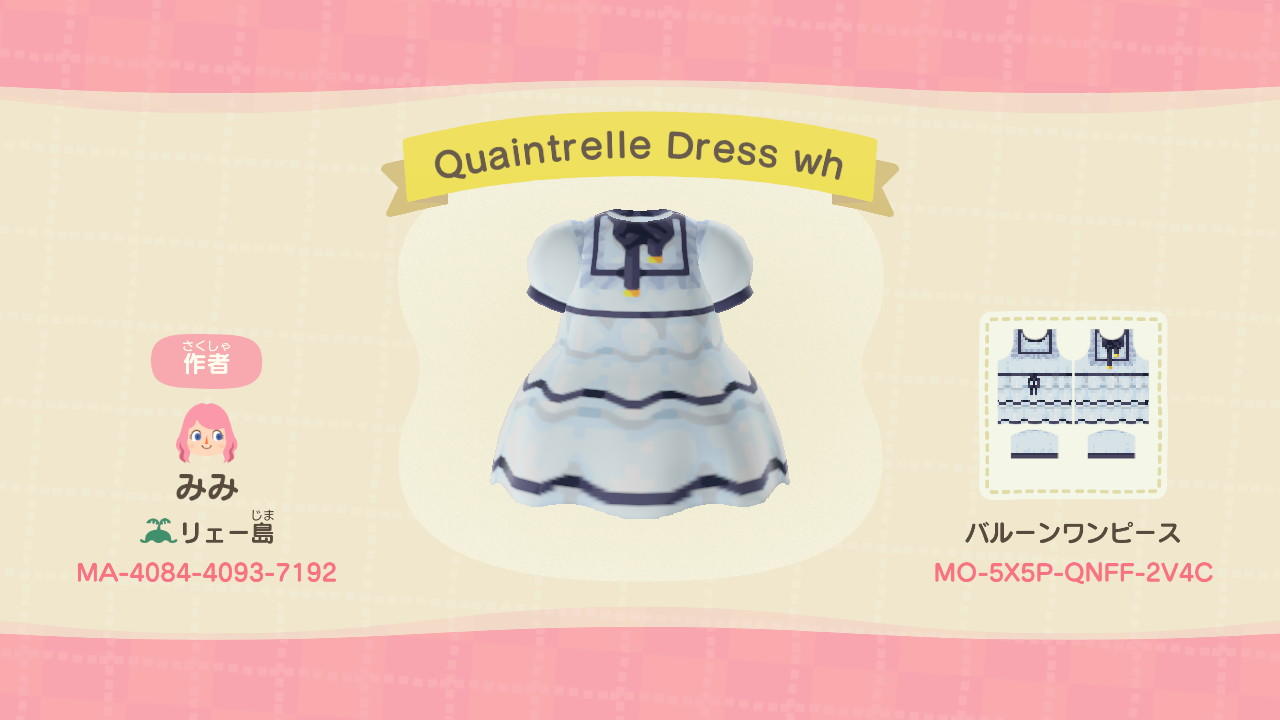 Quaintrelle Dress wh
さくしゃ
作者
みみ
じま
リェー島
MA-4084-4093-7192
バルーンワンピース
MO-5X5P-QNFF-2V4C